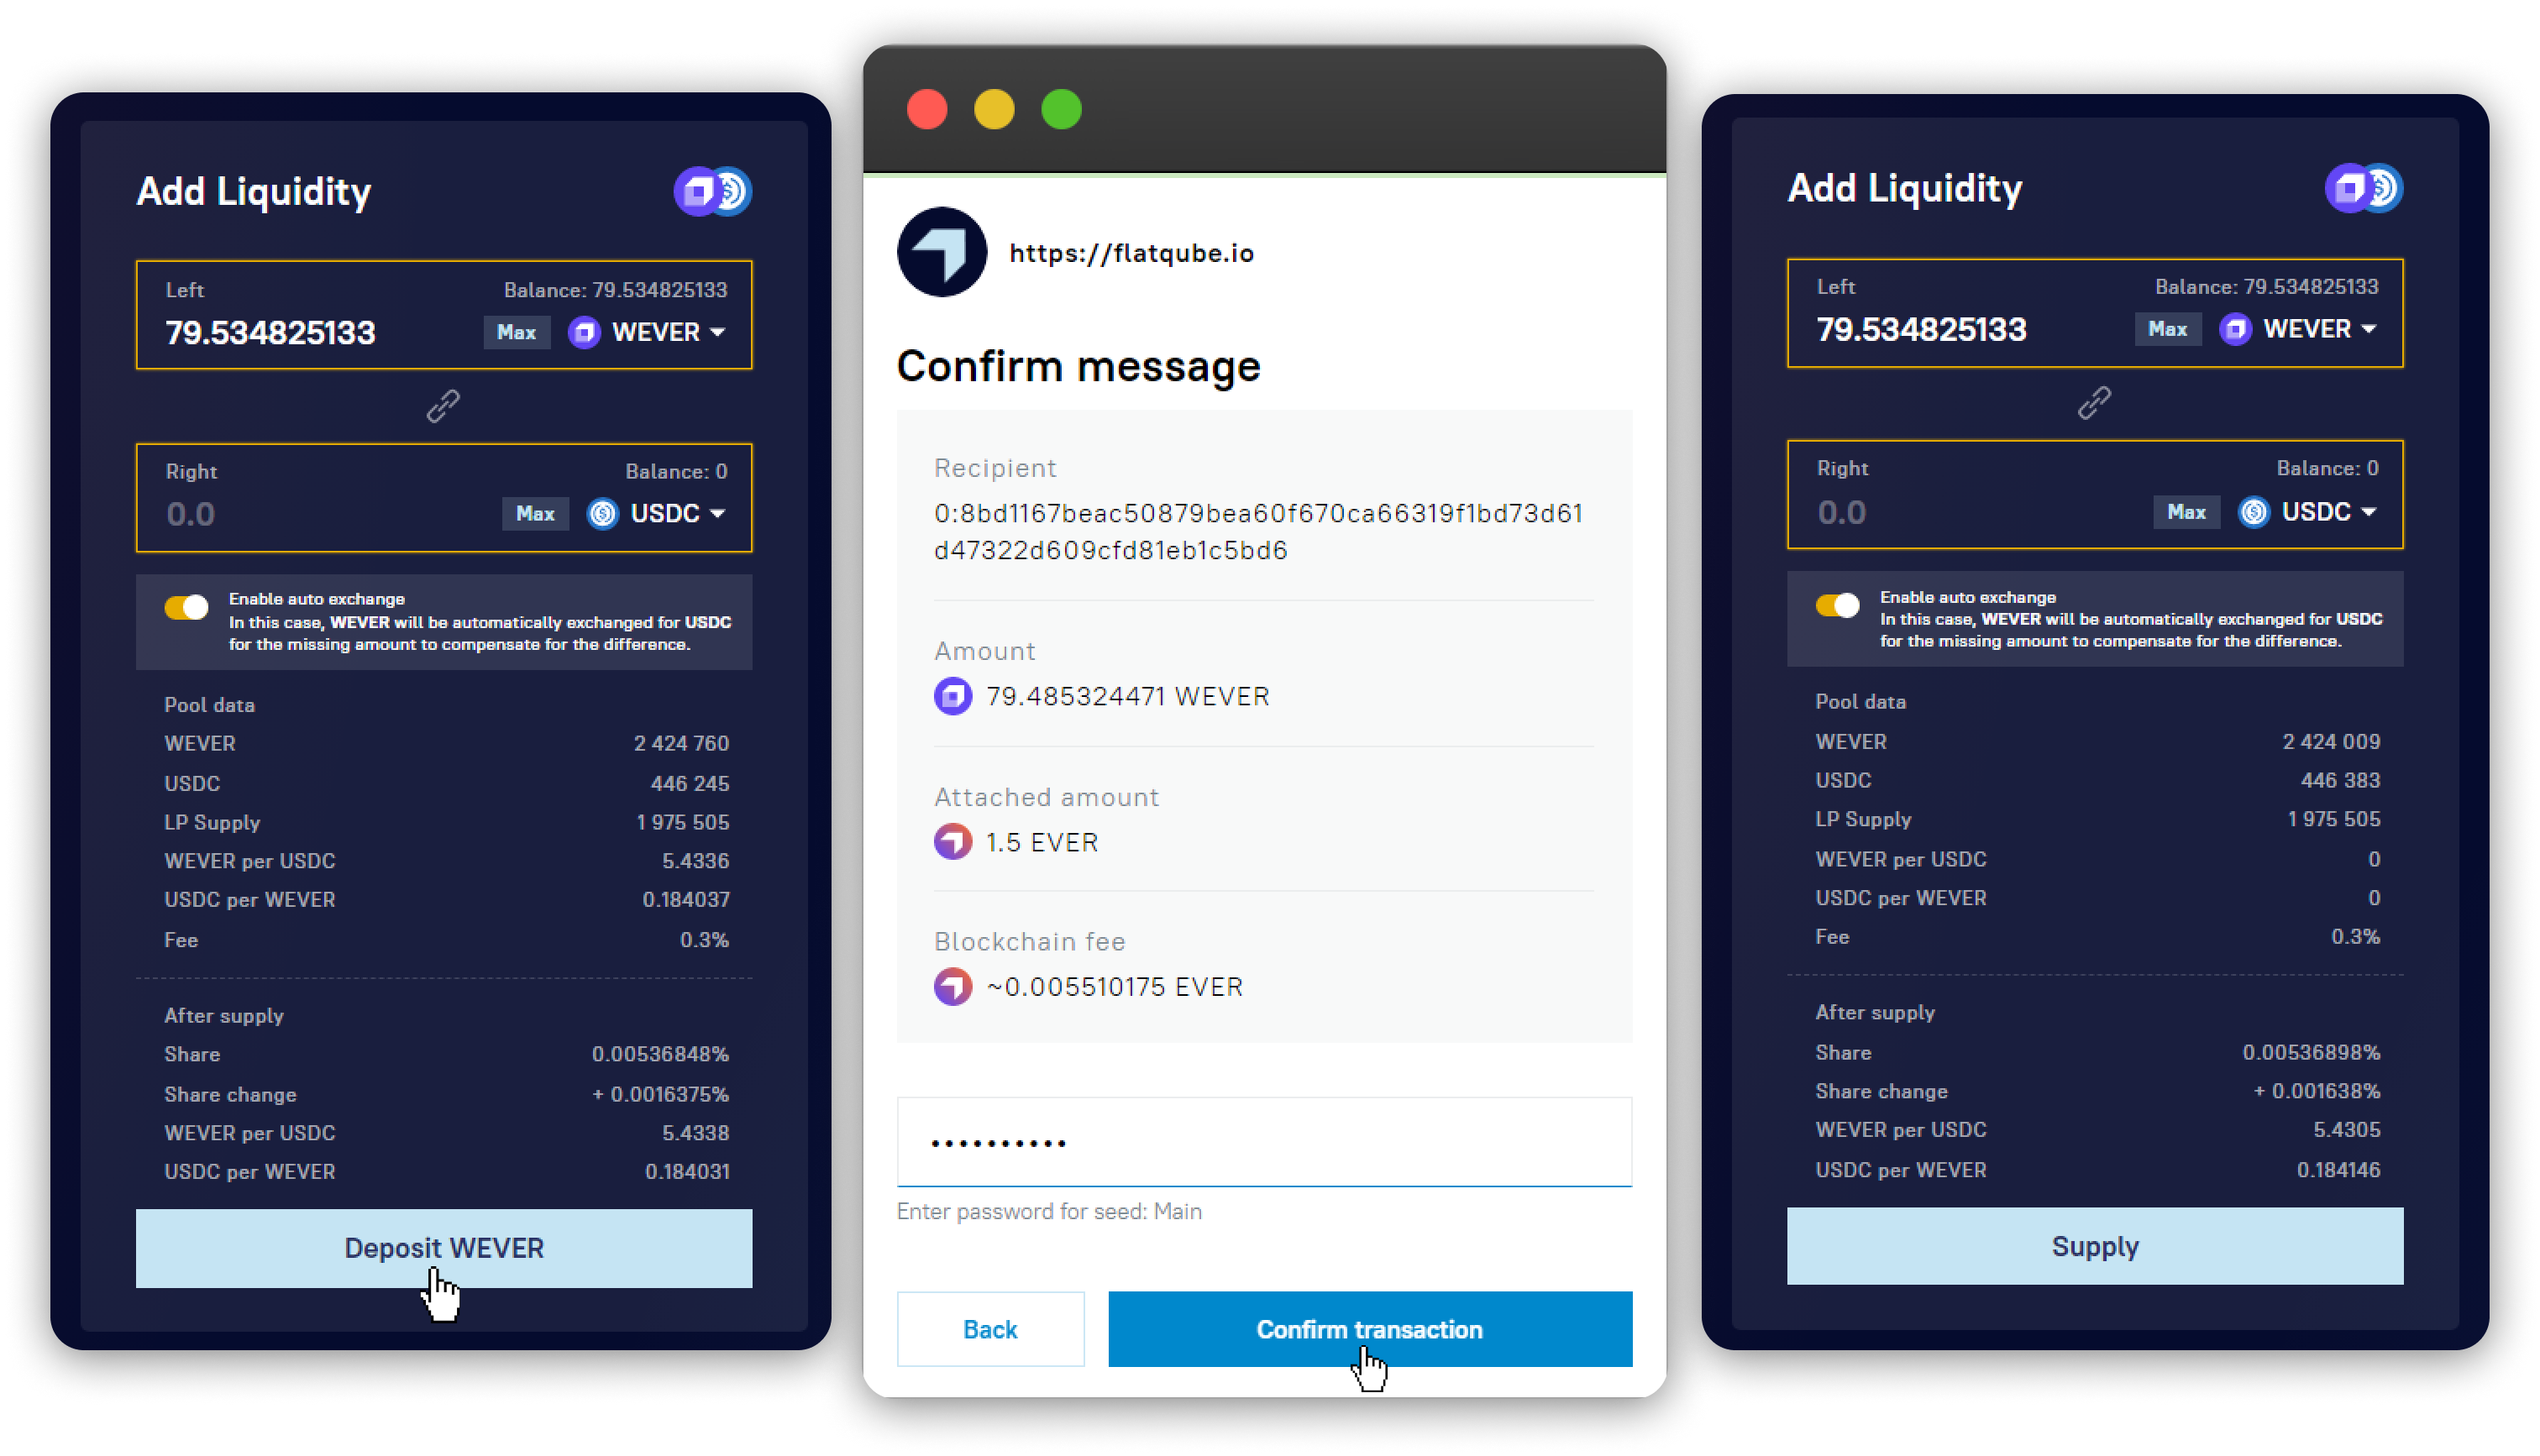 Add Liquidity
Left
Balance: 79.534825133
79.534825133
Max
WEVER
Right
Balance: 0
0.0
Max
USDC
Enable auto exchange
In this case, WEVER will be automatically exchanged for USDC
for the missing amount to compensate for the difference.
Pool data
WEVER 2 424 760
USDC 446 245
LP Supply 1 975 505
WEVER per USDC 5.4336
USDC per WEVER 0.184037
Fee 0.3%
After supply
Share 0.00536848%
Share change + 0.0016375%
WEVER per USDC 5.4338
USDC per WEVER 0.184031
Deposit WEVER
https://flatqube.io
Confirm message
Recipient
0:8bd1167beac50879bea60f670ca66319f1bd73d61
d47322d609cfd81eb1c5bd6
Amount
79.485324471 WEVER
Attached amount
1.5 EVER
Blockchain fee
~0.005510175 EVER
••••••••••
Enter password for seed: Main
Back
Confirm transaction
Add Liquidity
Left
Balance: 79.534825133
79.534825133
Max
WEVER
Right
Balance: 0
0.0
Max
USDC
Enable auto exchange
In this case, WEVER will be automatically exchanged for USDC
for the missing amount to compensate for the difference.
Pool data
WEVER 2 424 009
USDC 446 383
LP Supply 1 975 505
WEVER per USDC 0
USDC per WEVER 0
Fee 0.3%
After supply
Share 0.00536898%
Share change + 0.001638%
WEVER per USDC 5.4305
USDC per WEVER 0.184146
Supply